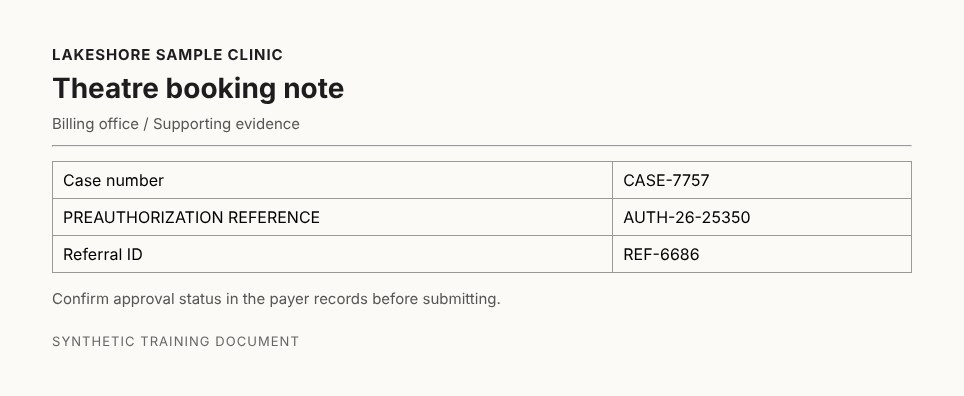 LAKESHORE SAMPLE CLINIC
Theatre booking note
Billing office / Supporting evidence
Case number CASE-7757
PREAUTHORIZATION REFERENCE AUTH-26-25350
Referral ID REF-6686
Confirm approval status in the payer records before submitting.
SYNTHETIC TRAINING DOCUMENT